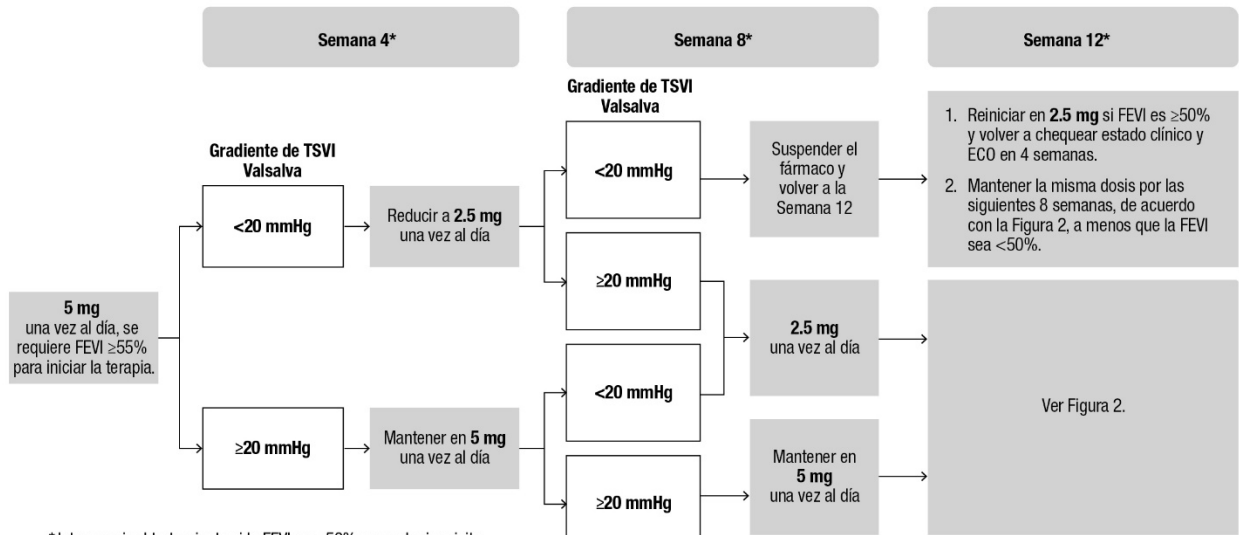 Semana 4*
Semana 8*
Semana 12*
Gradiente de TSVI
Valsalva
<20 mmHg
Reducir a 2.5 mg
una vez al día
Gradiente de TSVI
Valsalva
<20 mmHg
Suspender el
fármaco y
volver a la
Semana 12
1. Reiniciar en 2.5 mg si FEVI es ≥50%
y volver a chequear estado clínico y
ECO en 4 semanas.
2. Mantener la misma dosis por las
siguientes 8 semanas, de acuerdo
con la Figura 2, a menos que la FEVI
sea <50%.
≥20 mmHg
5 mg
una vez al día, se
requiere FEVI ≥55%
para iniciar la terapia.
2.5 mg
una vez al día
<20 mmHg
Ver Figura 2.
≥20 mmHg
Mantener en 5 mg
una vez al día
≥20 mmHg
Mantener en
5 mg
una vez al día